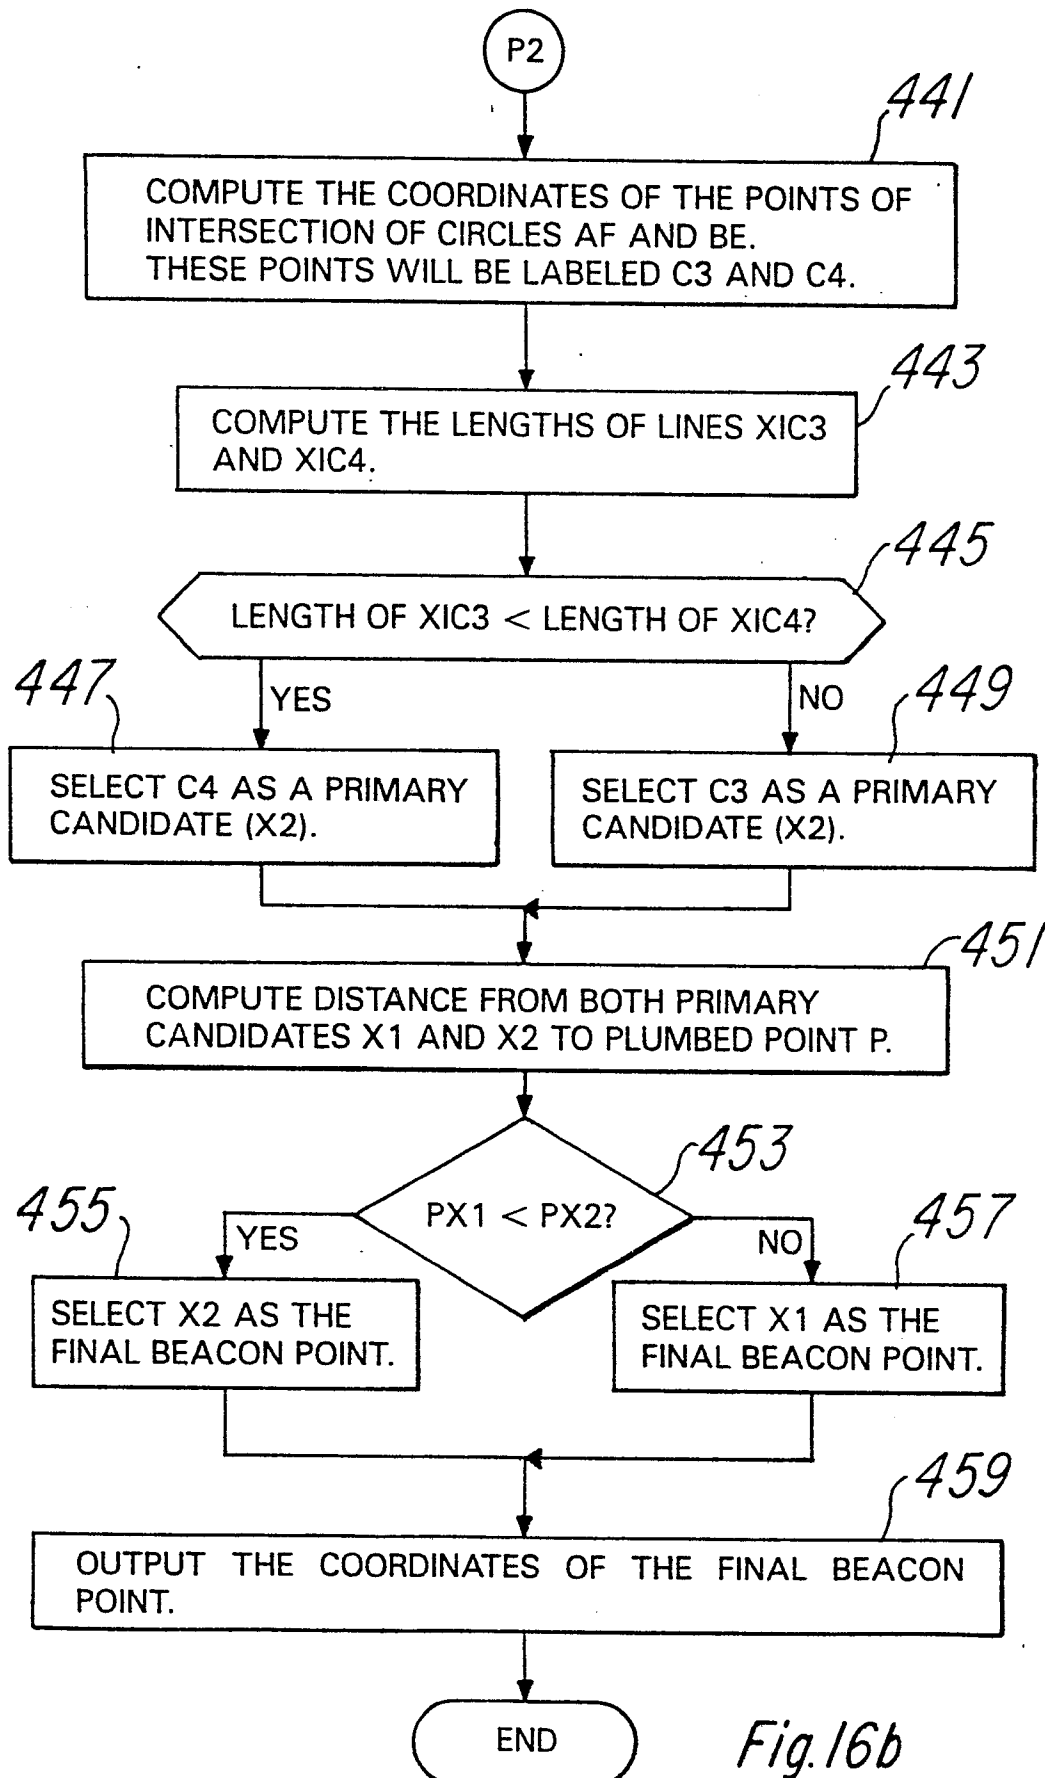 P2
441
COMPUTE THE COORDINATES OF THE POINTS OF
INTERSECTION OF CIRCLES AF AND BE.
THESE POINTS WILL BE LABELED C3 AND C4.
443
COMPUTE THE LENGTHS OF LINES XIC3
AND XIC4.
445
LENGTH OF XIC3 < LENGTH OF XIC4?
447
YES
NO
449
SELECT C4 AS A PRIMARY
CANDIDATE (X2).
SELECT C3 AS A PRIMARY
CANDIDATE (X2).
451
COMPUTE DISTANCE FROM BOTH PRIMARY
CANDIDATES X1 AND X2 TO PLUMBED POINT P.
453
PX1 < PX2?
455
YES
NO
457
SELECT X2 AS THE
FINAL BEACON POINT.
SELECT X1 AS THE
FINAL BEACON POINT.
459
OUTPUT THE COORDINATES OF THE FINAL BEACON
POINT.
END
Fig.16b